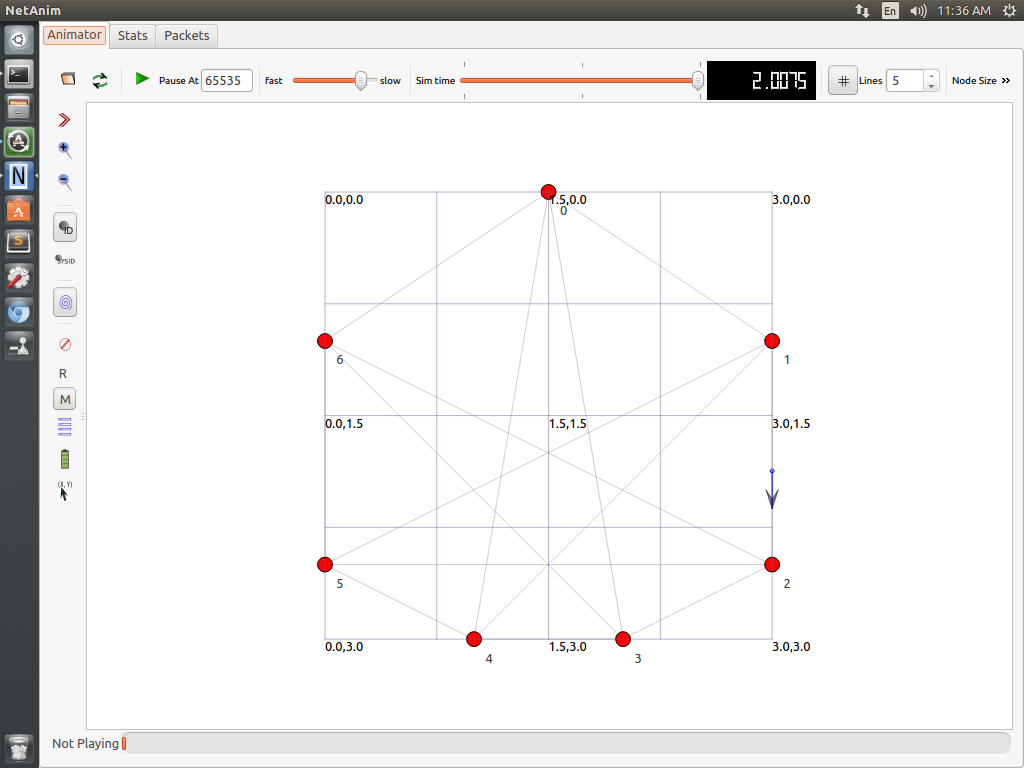 NetAnim
En
11:36 AM
Animator
Stats
Packets
Pause At
65535
fast
slow
Sim time
2.0075
Lines
5
Node Size
ID
SYSID
R
M
(X, Y)
0.0,0.0
1.5,0.0
3.0,0.0
0
6
1
0.0,1.5
1.5,1.5
3.0,1.5
5
2
0.0,3.0
1.5,3.0
3.0,3.0
4
3
Not Playing